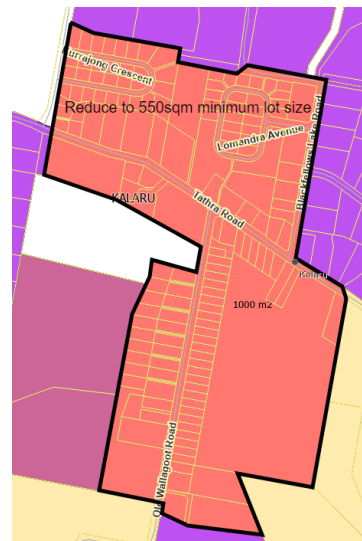 Kurrajong Crescent
Reduce to 550sqm minimum lot size
Lomandra Avenue
Blackfellows Lake Road
KALARU
Tathra Road
Kalaru
1000 m2
Old Wallagoot Road